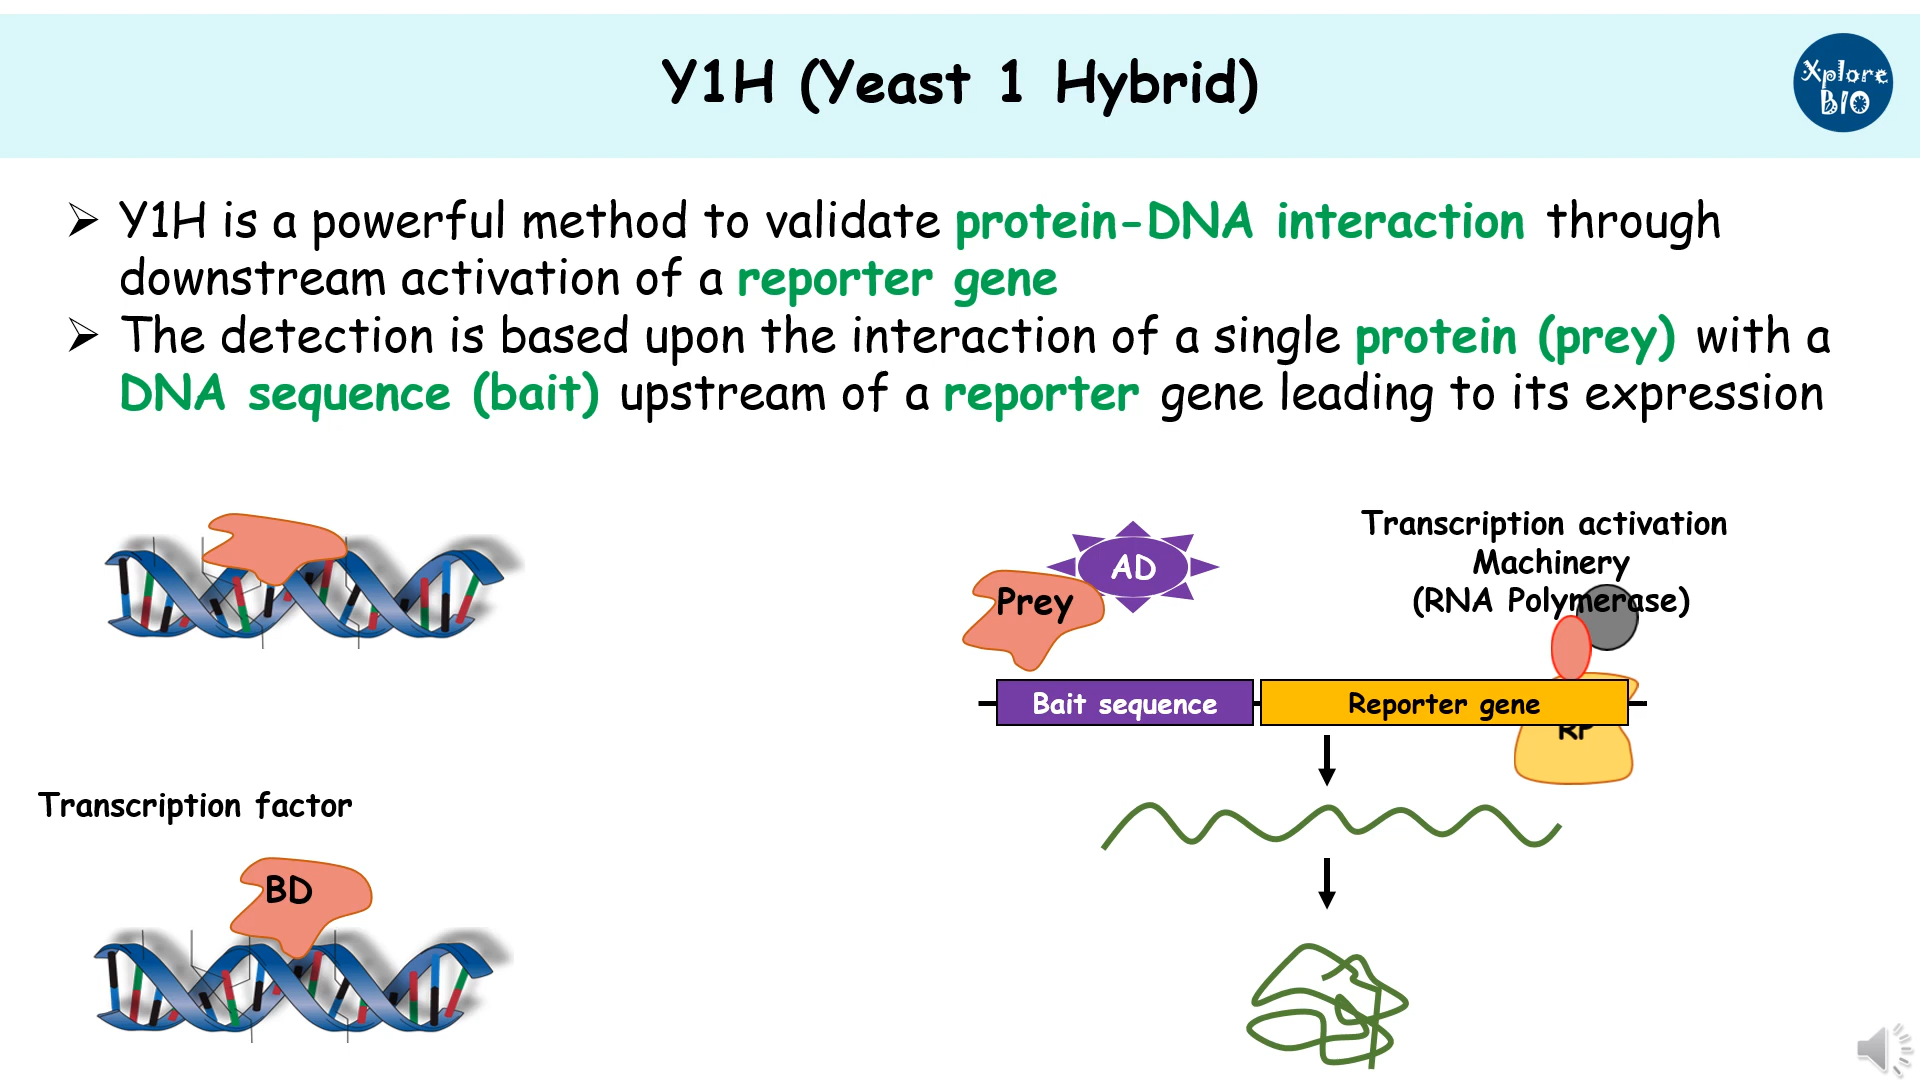 Y1H (Yeast 1 Hybrid)
Xplore
BIO
Y1H is a powerful method to validate protein-DNA interaction through
downstream activation of a reporter gene
The detection is based upon the interaction of a single protein (prey) with a
DNA sequence (bait) upstream of a reporter gene leading to its expression
Transcription activation
Machinery
(RNA Polymerase)
AD
Prey
Bait sequence
Reporter gene
RP
Transcription factor
BD